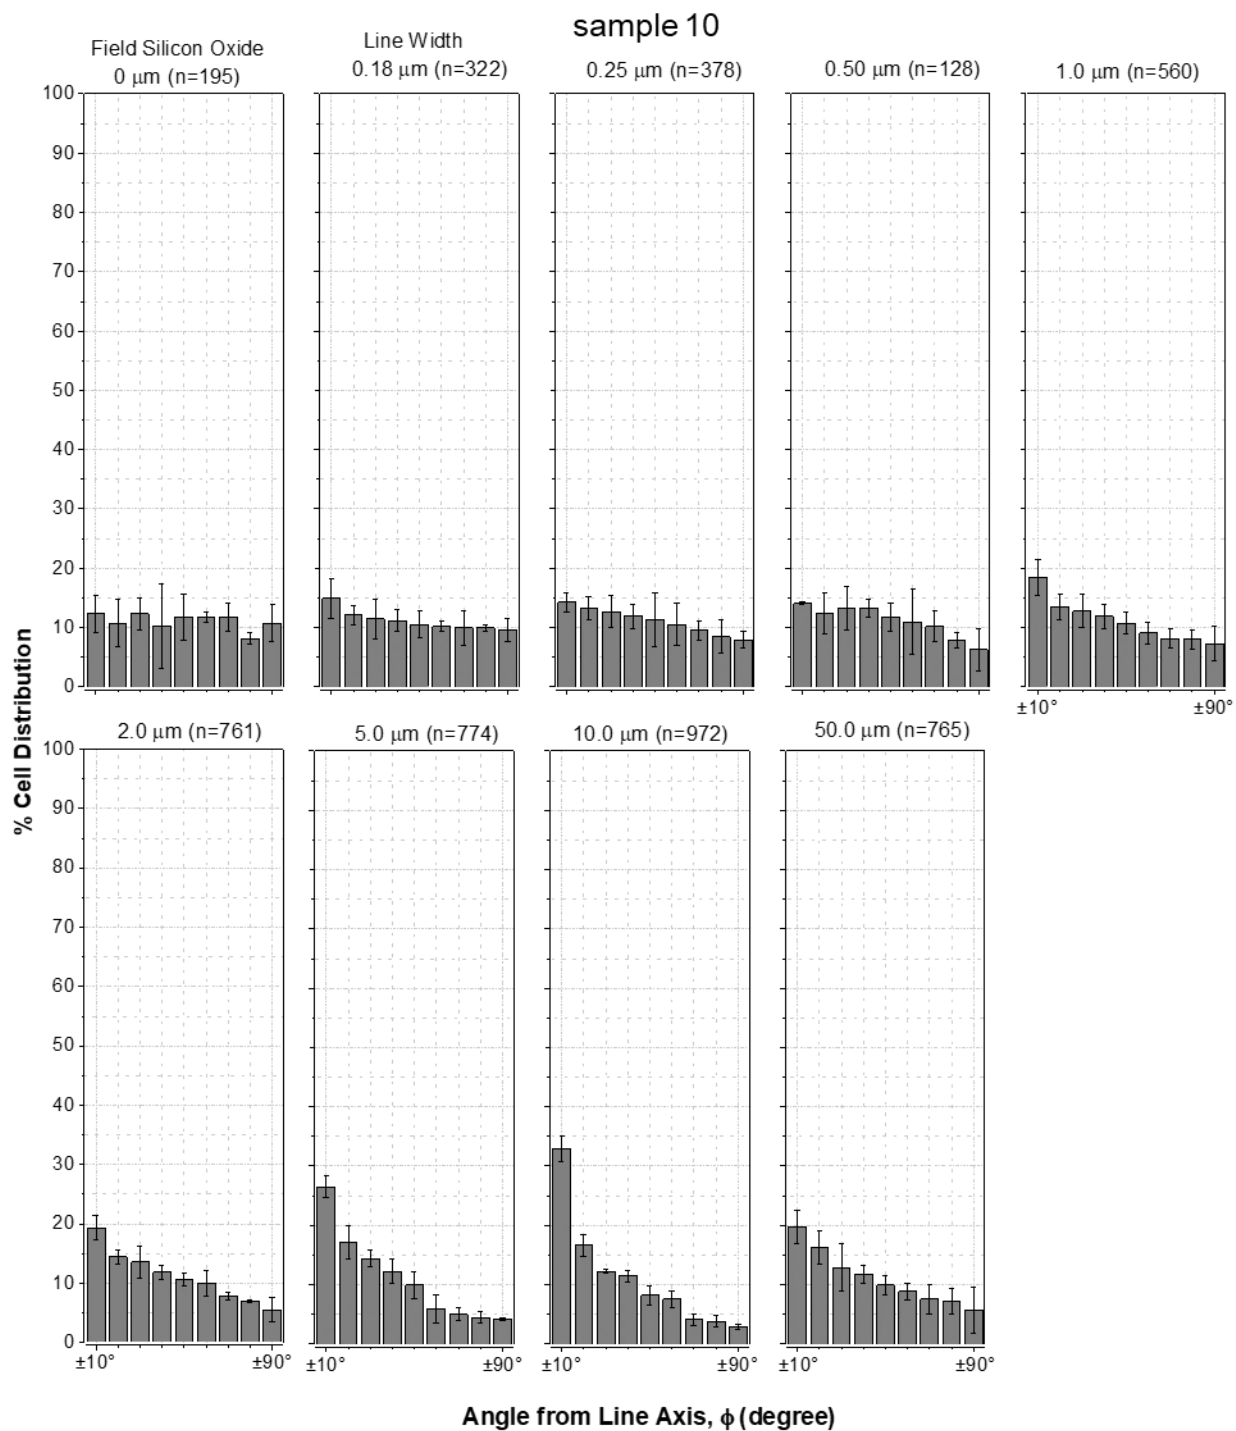 sample 10
Field Silicon Oxide
0 μm (n=195)
Line Width
0.18 μm (n=322)
0.25 μm (n=378)
0.50 μm (n=128)
1.0 μm (n=560)
100
90
80
70
60
50
40
30
20
10
0
±10°
±90°
2.0 μm (n=761)
5.0 μm (n=774)
10.0 μm (n=972)
50.0 μm (n=765)
100
90
80
70
60
50
40
30
20
10
0
±10°
±90°
±10°
±90°
±10°
±90°
±10°
±90°
% Cell Distribution
Angle from Line Axis, ϕ (degree)